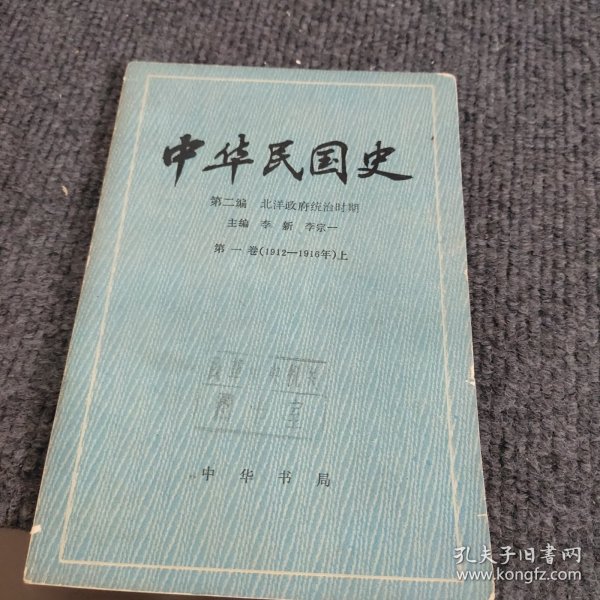 中华民国史
第二编 北洋政府统治时期
主编 李新 李宗一
第一卷(1912—1916年)上
中华书局
孔夫子旧书网
www.kongfz.com